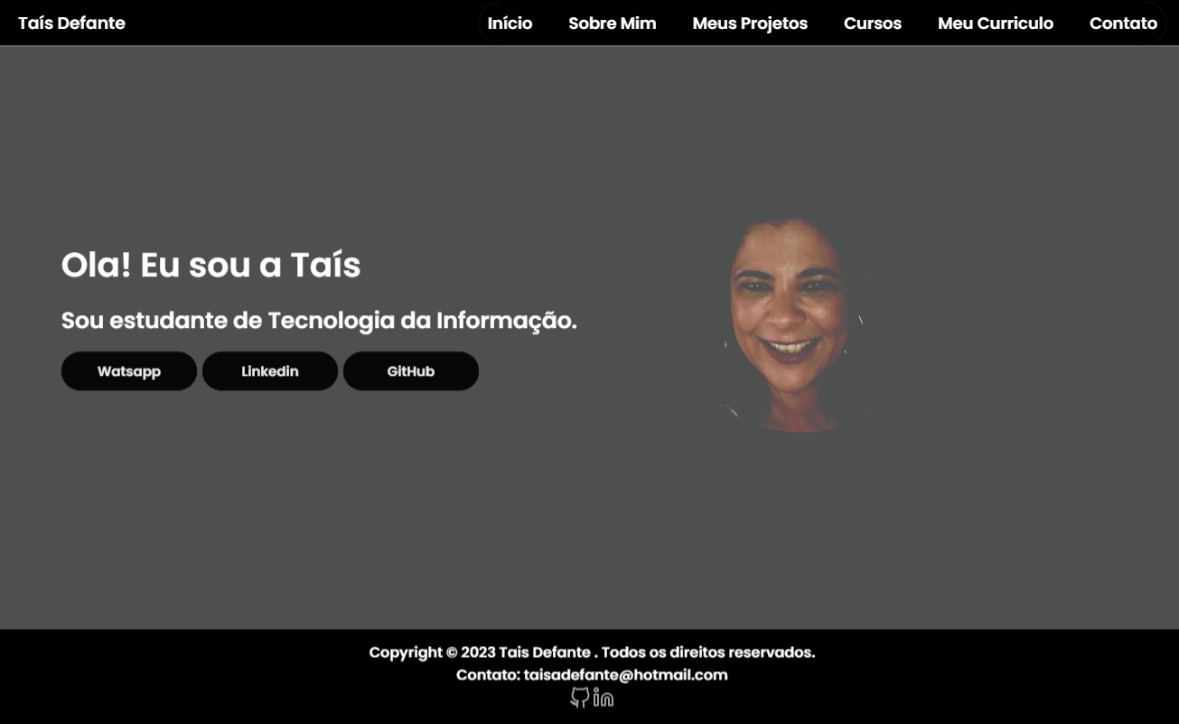 Taís Defante
Início Sobre Mim Meus Projetos Cursos Meu Curriculo Contato
Ola! Eu sou a Taís
Sou estudante de Tecnologia da Informação.
Watsapp Linkedin GitHub
Copyright © 2023 Tais Defante . Todos os direitos reservados.
Contato: taisadefante@hotmail.com